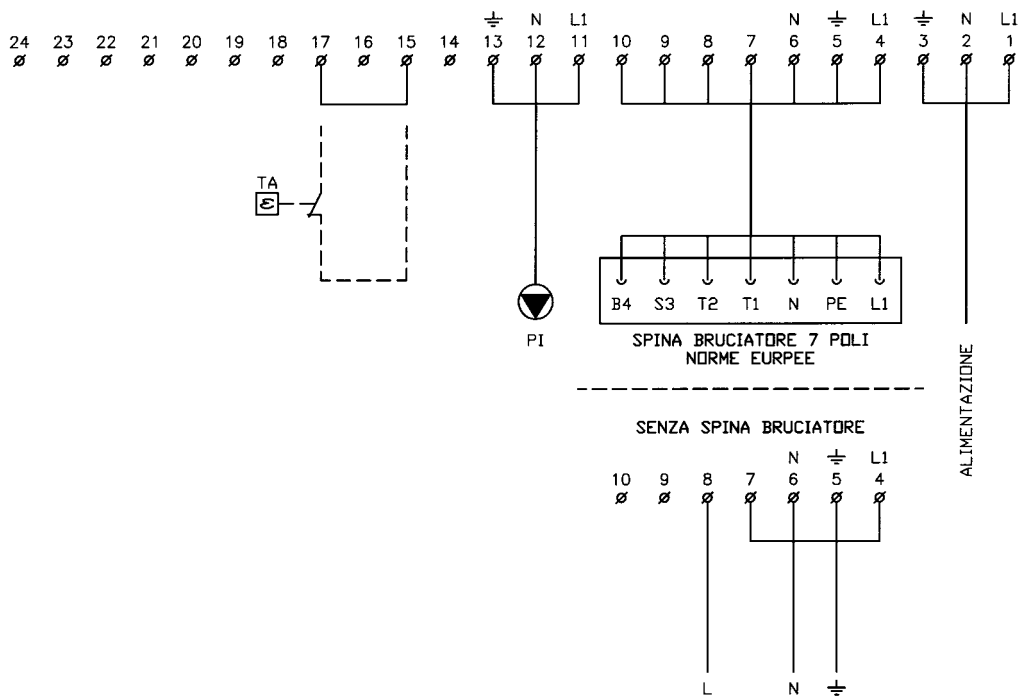 ⏚ N L1 N ⏚ L1 ⏚ N L1
24 23 22 21 20 19 18 17 16 15 14 13 12 11 10 9 8 7 6 5 4 3 2 1
TA
ε
B4 S3 T2 T1 N PE L1
PI
SPINA BRUCIATORE 7 POLI
NORME EURPEE
ALIMENTAZIONE
SENZA SPINA BRUCIATORE
N ⏚ L1
10 9 8 7 6 5 4
L N ⏚